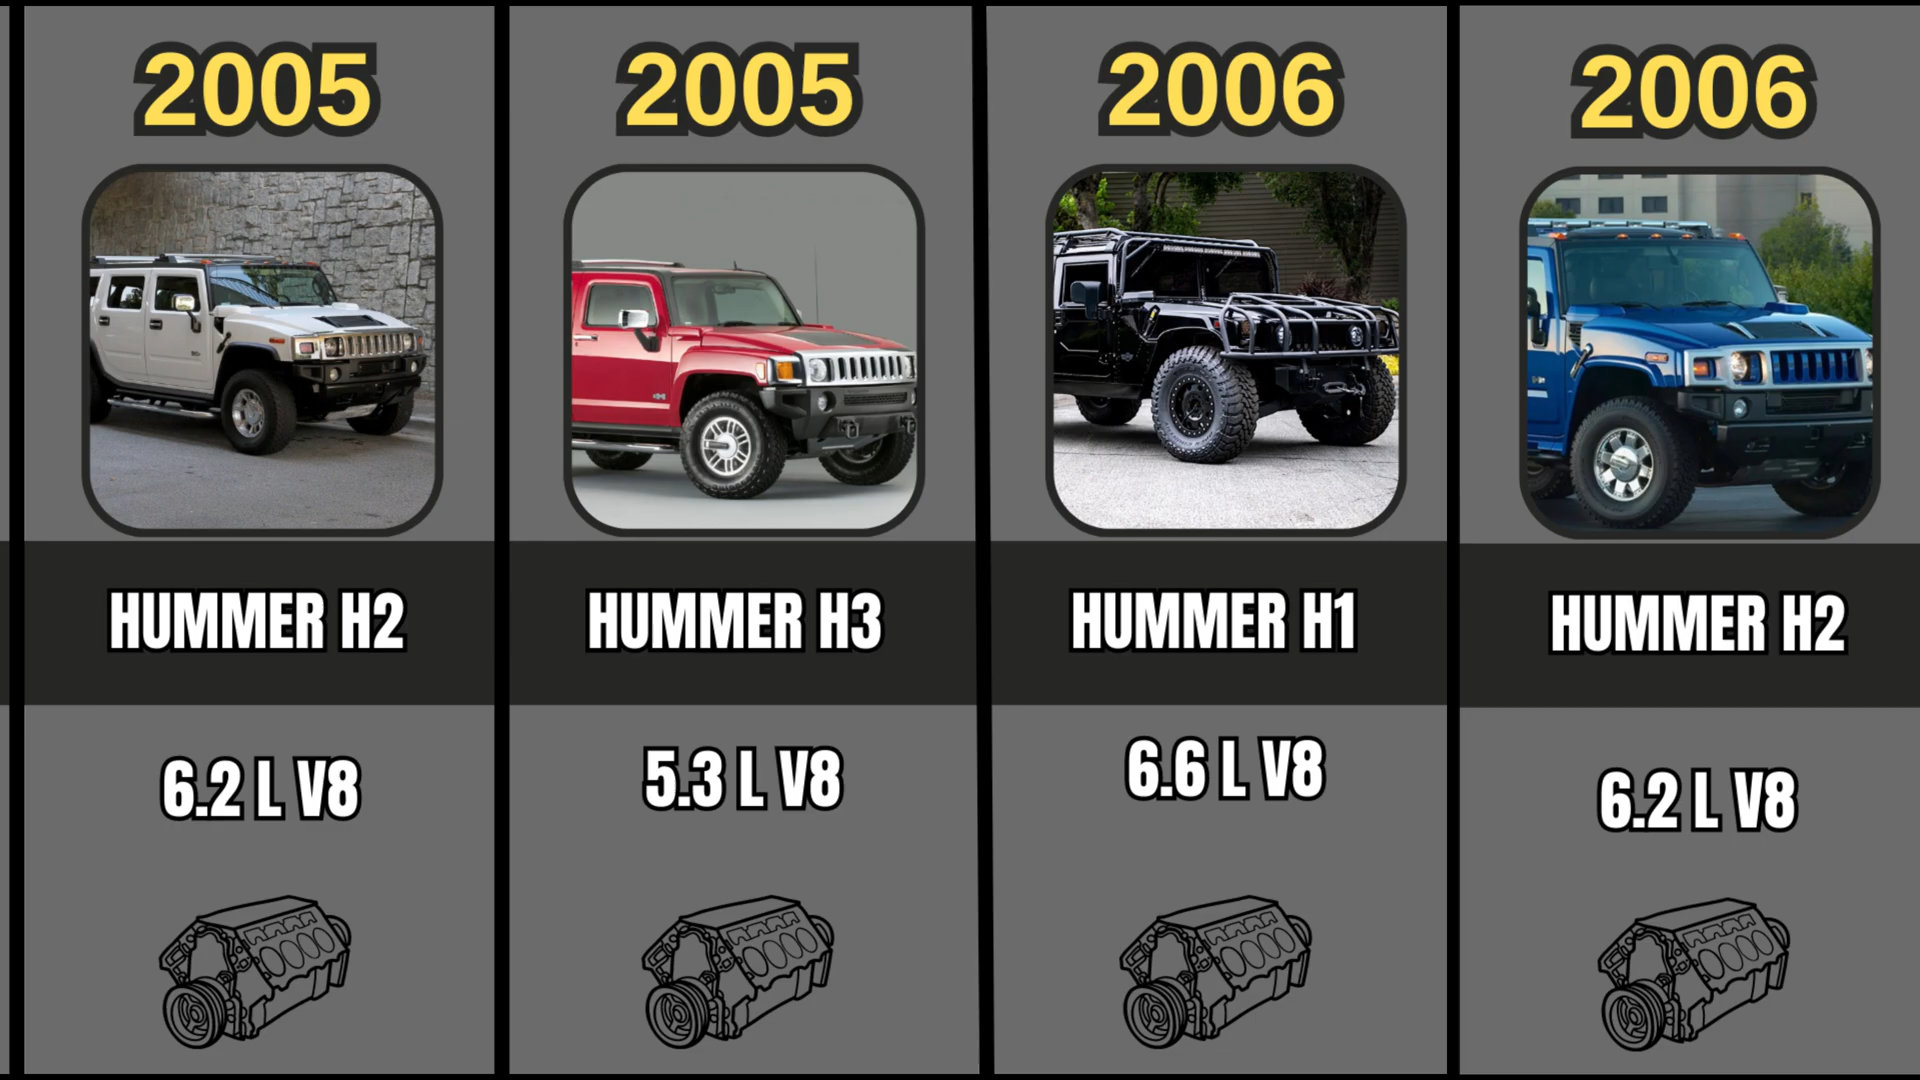 2005
HUMMER H2
6.2 L V8
2005
HUMMER H3
5.3 L V8
2006
HUMMER H1
6.6 L V8
2006
HUMMER H2
6.2 L V8